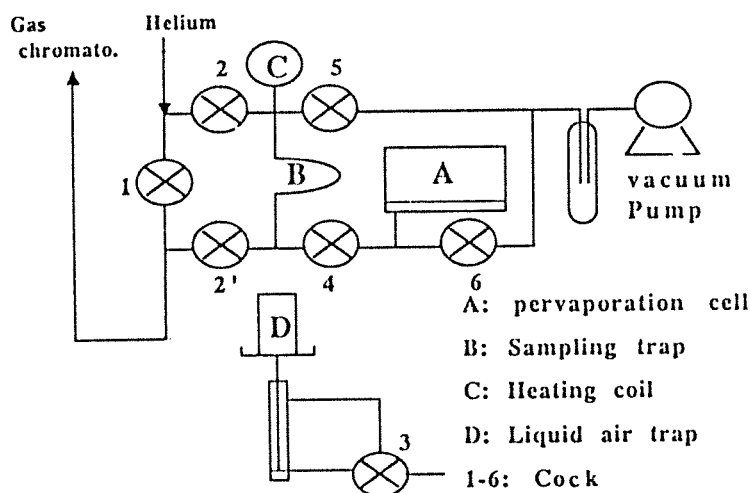 Gas
chromato.
Helium
2
C
5
1
B
A
vacuum
Pump
2'
4
6
D
3
A: pervaporation cell
B: Sampling trap
C: Heating coil
D: Liquid air trap
1-6: Cock